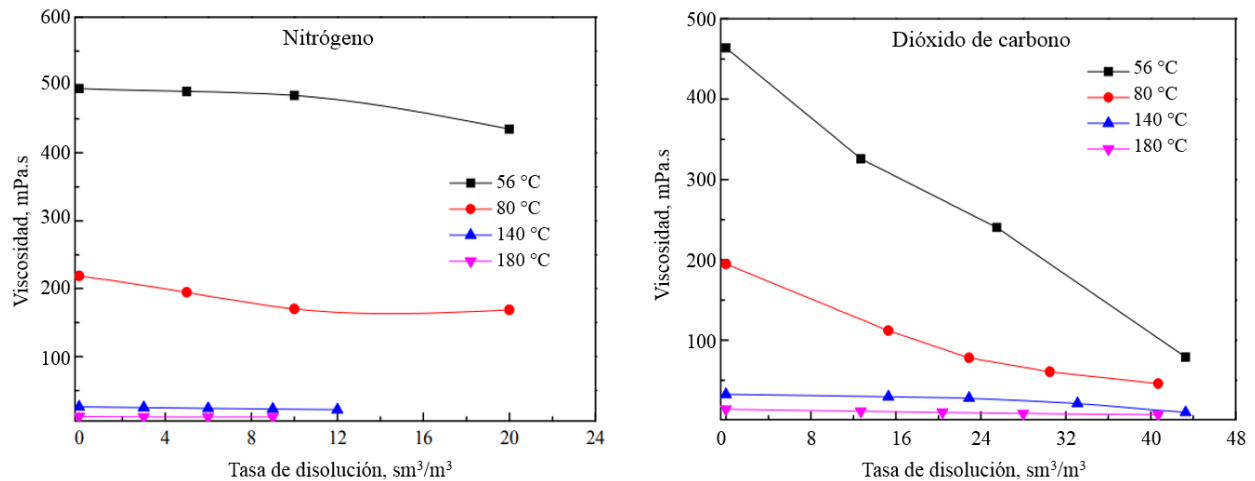 Nitrógeno
600
500
400
300
200
100
Viscosidad, mPa.s
56 °C
80 °C
140 °C
180 °C
0 4 8 12 16 20 24
Tasa de disolución, sm³/m³
Dióxido de carbono
500
400
300
200
100
0
Viscosidad, mPa.s
56 °C
80 °C
140 °C
180 °C
0 8 16 24 32 40 48
Tasa de disolución, sm³/m³